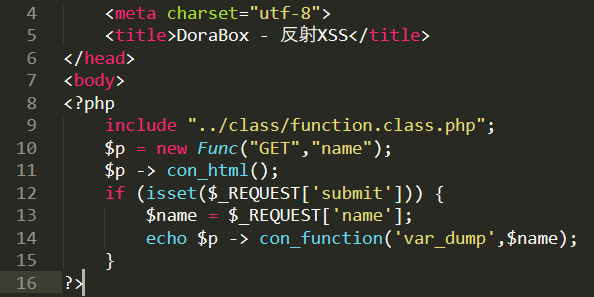 4 <meta charset="utf-8">
5 <title>DoraBox - 反射XSS</title>
6 </head>
7 <body>
8 <?php
9 include "../class/function.class.php";
10 $p = new Func("GET","name");
11 $p -> con_html();
12 if (isset($_REQUEST['submit'])) {
13 $name = $_REQUEST['name'];
14 echo $p -> con_function('var_dump',$name);
15 }
16 ?>